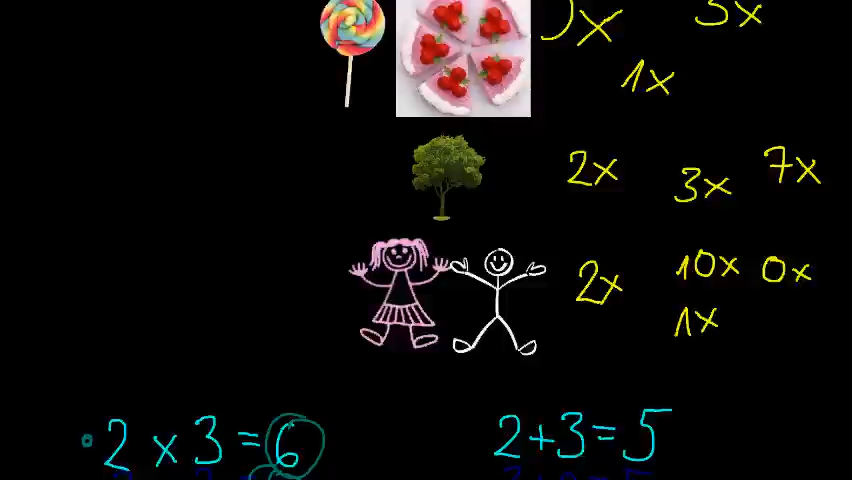 3x
1x
2x 3x 7x
2x 10x 0x
1x
2 x 3 = 6
2+3=5